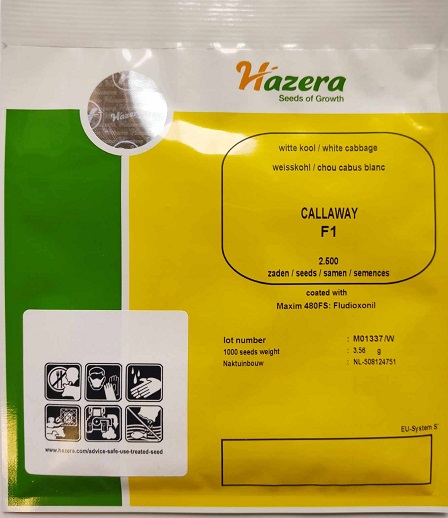 Hazera
Seeds of Growth
Hazera
witte kool / white cabbage
weisskohl / chou cabus blanc
CALLAWAY
F1
2.500
zaden / seeds / samen / semences
coated with
Maxim 480FS: Fludioxonil
lot number : M01337/W
1000 seeds weight : 3.56 g
Naktuinbouw : NL-508124751
www.hazera.com/advice-safe-use-treated-seed
EU-System S